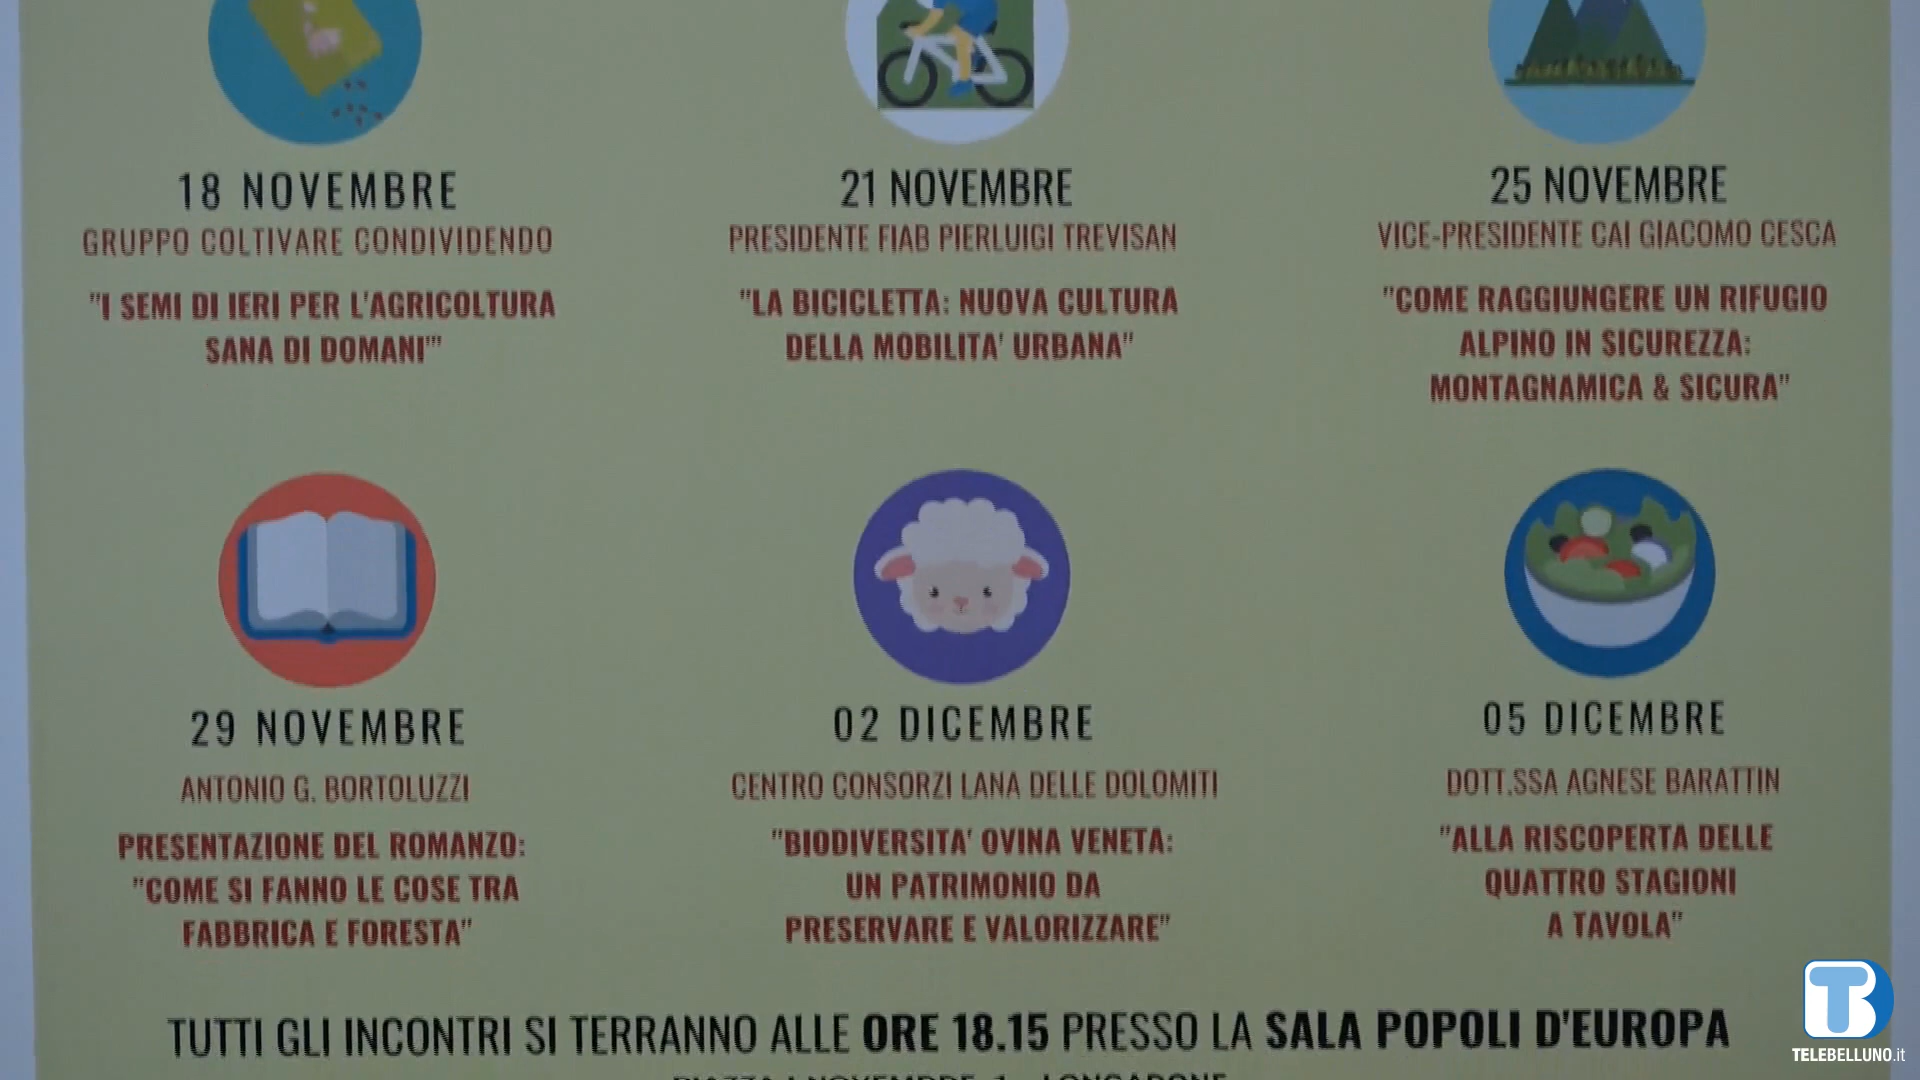 18 NOVEMBRE
GRUPPO COLTIVARE CONDIVIDENDO
"I SEMI DI IERI PER L'AGRICOLTURA
SANA DI DOMANI'"
21 NOVEMBRE
PRESIDENTE FIAB PIERLUIGI TREVISAN
"LA BICICLETTA: NUOVA CULTURA
DELLA MOBILITA' URBANA"
25 NOVEMBRE
VICE-PRESIDENTE CAI GIACOMO CESCA
"COME RAGGIUNGERE UN RIFUGIO
ALPINO IN SICUREZZA:
MONTAGNAMICA & SICURA"
29 NOVEMBRE
ANTONIO G. BORTOLUZZI
PRESENTAZIONE DEL ROMANZO:
"COME SI FANNO LE COSE TRA
FABBRICA E FORESTA"
02 DICEMBRE
CENTRO CONSORZI LANA DELLE DOLOMITI
"BIODIVERSITA' OVINA VENETA:
UN PATRIMONIO DA
PRESERVARE E VALORIZZARE"
05 DICEMBRE
DOTT.SSA AGNESE BARATTIN
"ALLA RISCOPERTA DELLE
QUATTRO STAGIONI
A TAVOLA"
TUTTI GLI INCONTRI SI TERRANNO ALLE ORE 18.15 PRESSO LA SALA POPOLI D'EUROPA
PIAZZA I NOVEMBRE, 1 - LONGARONE
TB
TELEBELLUNO.it